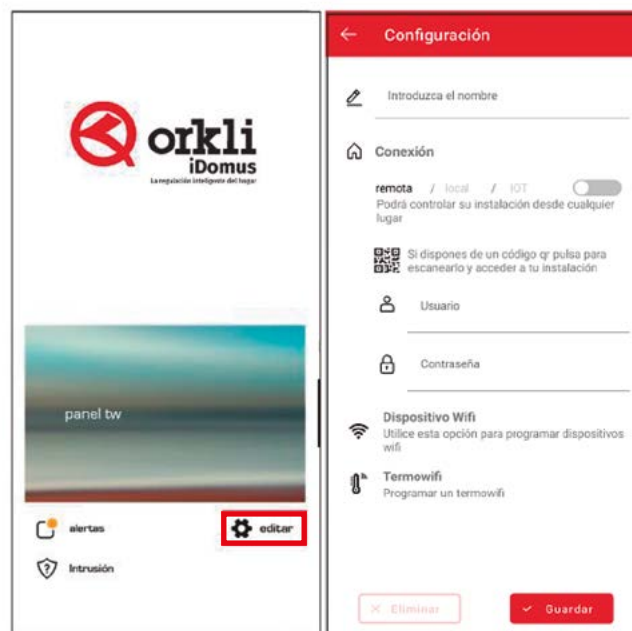 orkli
iDomus
La regulación inteligente del hogar
panel tw
alertas
editar
Intrusión
Configuración
Introduzca el nombre
Conexión
remota / local / IOT
Podrá controlar su instalación desde cualquier
lugar
Si dispones de un código qr pulsa para
escanearlo y acceder a tu instalación
Usuario
Contraseña
Dispositivo Wifi
Utilice esta opción para programar dispositivos
wifi
Termowifi
Programar un termowifi
Eliminar
Guardar